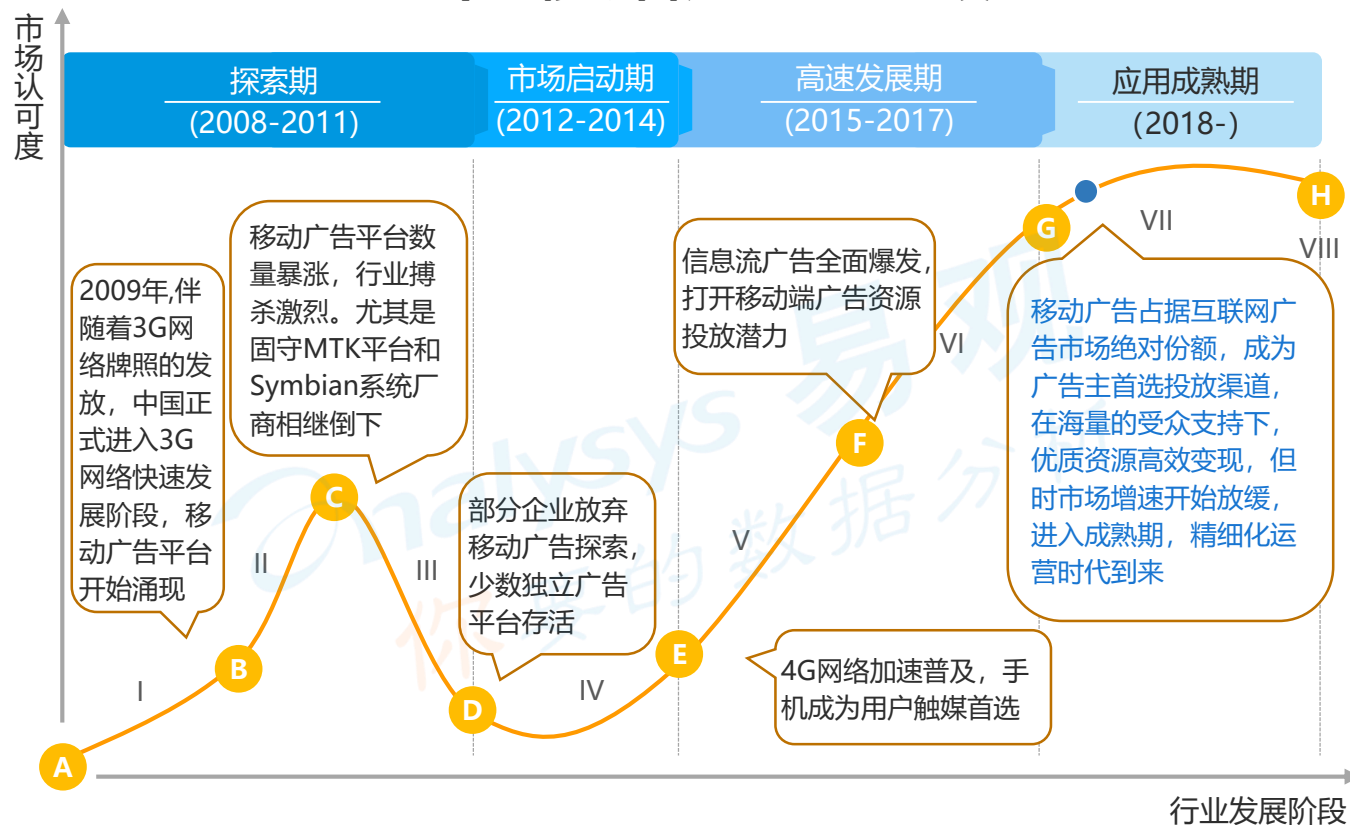 市场认可度
探索期
(2008-2011)
市场启动期
(2012-2014)
高速发展期
(2015-2017)
应用成熟期
(2018-)
2009年,伴
随着3G网
络牌照的发
放，中国正
式进入3G
网络快速发
展阶段，移
动广告平台
开始涌现
移动广告平台数
量暴涨，行业搏
杀激烈。尤其是
固守MTK平台和
Symbian系统厂
商相继倒下
部分企业放弃
移动广告探索，
少数独立广告
平台存活
信息流广告全面爆发，
打开移动端广告资源
投放潜力
4G网络加速普及，手
机成为用户触媒首选
移动广告占据互联网广
告市场绝对份额，成为
广告主首选投放渠道，
在海量的受众支持下，
优质资源高效变现，但
时市场增速开始放缓，
进入成熟期，精细化运
营时代到来
A
I
B
II
C
III
D
IV
E
V
F
VI
G
VII
H
VIII
行业发展阶段
nalysys 易观
你要的数据分析